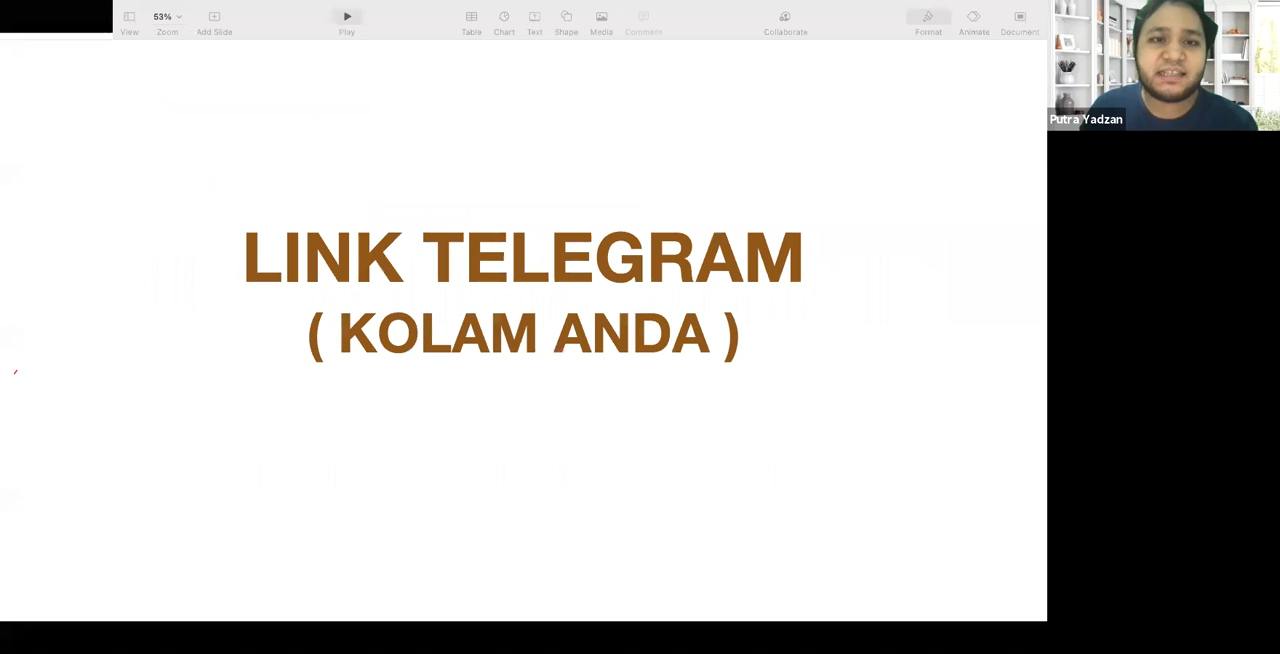 53%
View
Zoom
Add Slide
Play
Table
Chart
Text
Shape
Media
Comment
Collaborate
Format
Animate
Document
Putra Yadzan
LINK TELEGRAM
( KOLAM ANDA )